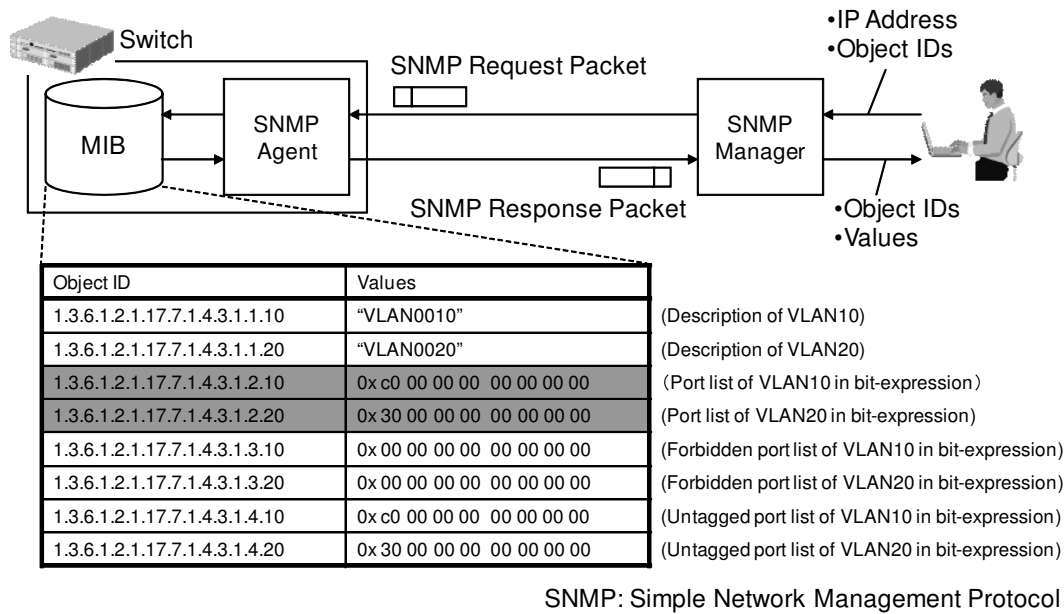 Switch
•IP Address
•Object IDs
SNMP Request Packet
MIB
SNMP
Agent
SNMP
Manager
SNMP Response Packet
•Object IDs
•Values
Object ID Values
1.3.6.1.2.1.17.7.1.4.3.1.1.10 “VLAN0010” (Description of VLAN10)
1.3.6.1.2.1.17.7.1.4.3.1.1.20 “VLAN0020” (Description of VLAN20)
1.3.6.1.2.1.17.7.1.4.3.1.2.10 0x c0 00 00 00 00 00 00 00 (Port list of VLAN10 in bit-expression)
1.3.6.1.2.1.17.7.1.4.3.1.2.20 0x 30 00 00 00 00 00 00 00 (Port list of VLAN20 in bit-expression)
1.3.6.1.2.1.17.7.1.4.3.1.3.10 0x 00 00 00 00 00 00 00 00 (Forbidden port list of VLAN10 in bit-expression)
1.3.6.1.2.1.17.7.1.4.3.1.3.20 0x 00 00 00 00 00 00 00 00 (Forbidden port list of VLAN20 in bit-expression)
1.3.6.1.2.1.17.7.1.4.3.1.4.10 0x c0 00 00 00 00 00 00 00 (Untagged port list of VLAN10 in bit-expression)
1.3.6.1.2.1.17.7.1.4.3.1.4.20 0x 30 00 00 00 00 00 00 00 (Untagged port list of VLAN20 in bit-expression)
SNMP: Simple Network Management Protocol